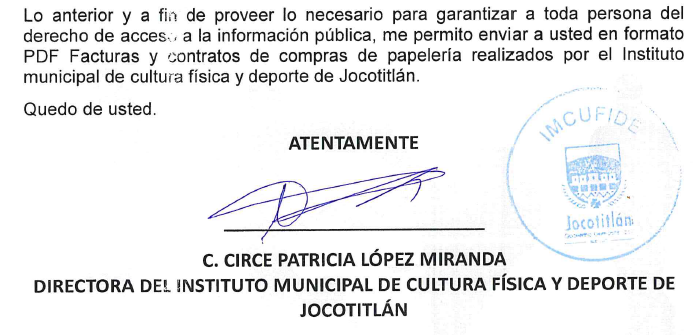 Lo anterior y a fin de proveer lo necesario para garantizar a toda persona del
derecho de acceso a la información pública, me permito enviar a usted en formato
PDF Facturas y contratos de compras de papelería realizados por el Instituto
municipal de cultura física y deporte de Jocotitlán.
Quedo de usted.
ATENTAMENTE
IMCUFIDE
Jocotitlán
C. CIRCE PATRICIA LÓPEZ MIRANDA
DIRECTORA DEL INSTITUTO MUNICIPAL DE CULTURA FÍSICA Y DEPORTE DE
JOCOTITLÁN